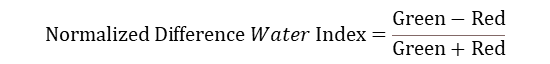 Normalized Difference Water Index = (Green − Red) / (Green + Red)